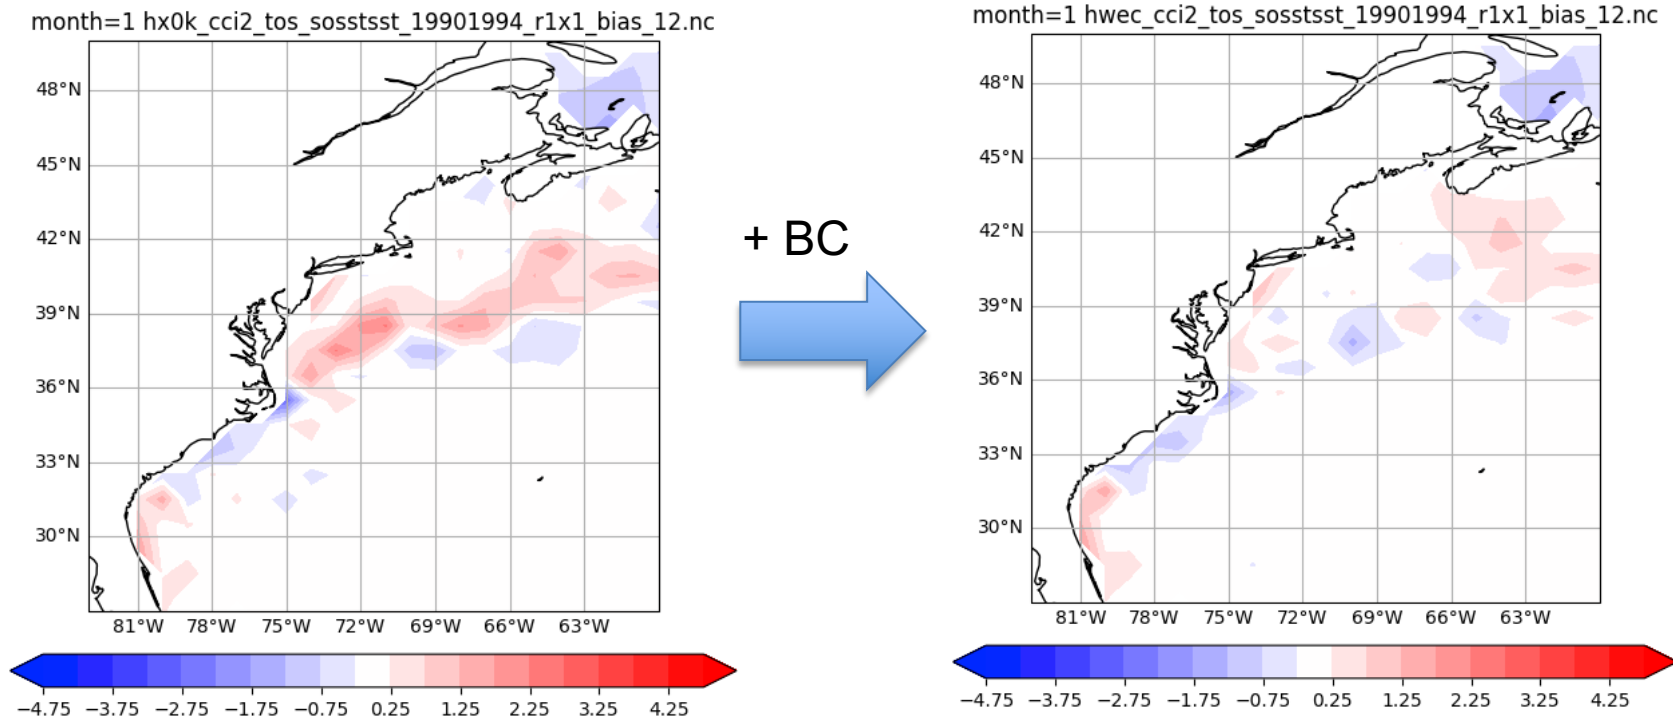 month=1 hx0k_cci2_tos_sosstsst_19901994_r1x1_bias_12.nc
48°N
45°N
42°N
39°N
36°N
33°N
30°N
81°W 78°W 75°W 72°W 69°W 66°W 63°W
−4.75 −3.75 −2.75 −1.75 −0.75 0.25 1.25 2.25 3.25 4.25
+ BC
month=1 hwec_cci2_tos_sosstsst_19901994_r1x1_bias_12.nc
48°N
45°N
42°N
39°N
36°N
33°N
30°N
81°W 78°W 75°W 72°W 69°W 66°W 63°W
−4.75 −3.75 −2.75 −1.75 −0.75 0.25 1.25 2.25 3.25 4.25